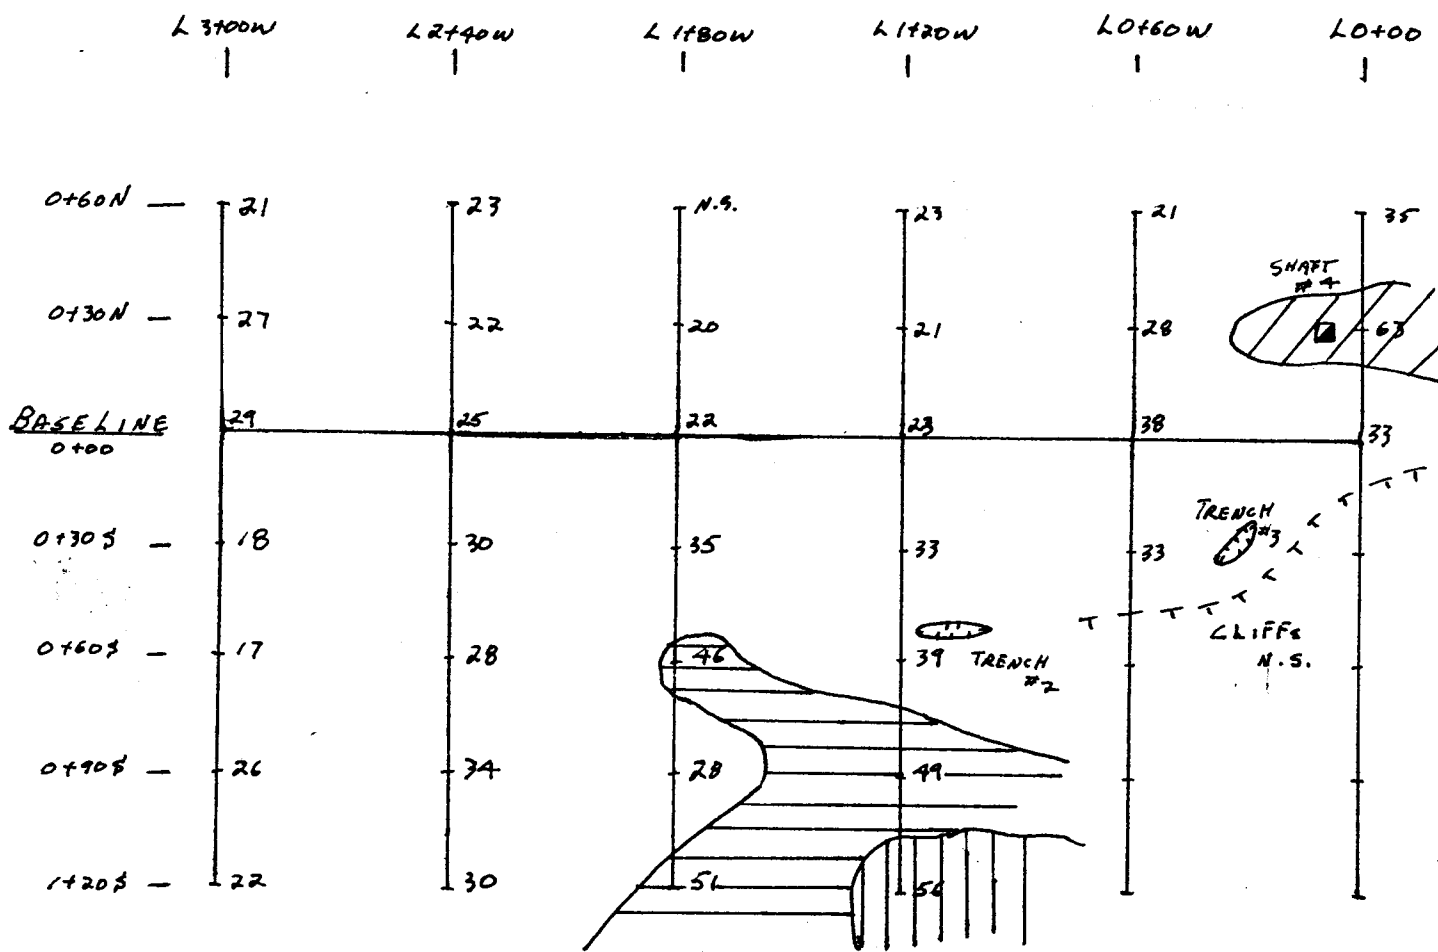 L 3+00W L 2+40W L 1+80W L 1+20W L 0+60W L 0+00
0+60N 21 23 N.S. 23 21 35
SHAFT
# 4
0+30N 27 22 20 21 28 63
BASELINE 29 25 22 23 38 33
0+00
TRENCH
#3
0+30S 18 30 35 33 33
CLIFFS
0+60S 17 28 46 39 TRENCH N.S.
#2
0+90S 26 34 28 49
1+20S 22 30 51 56